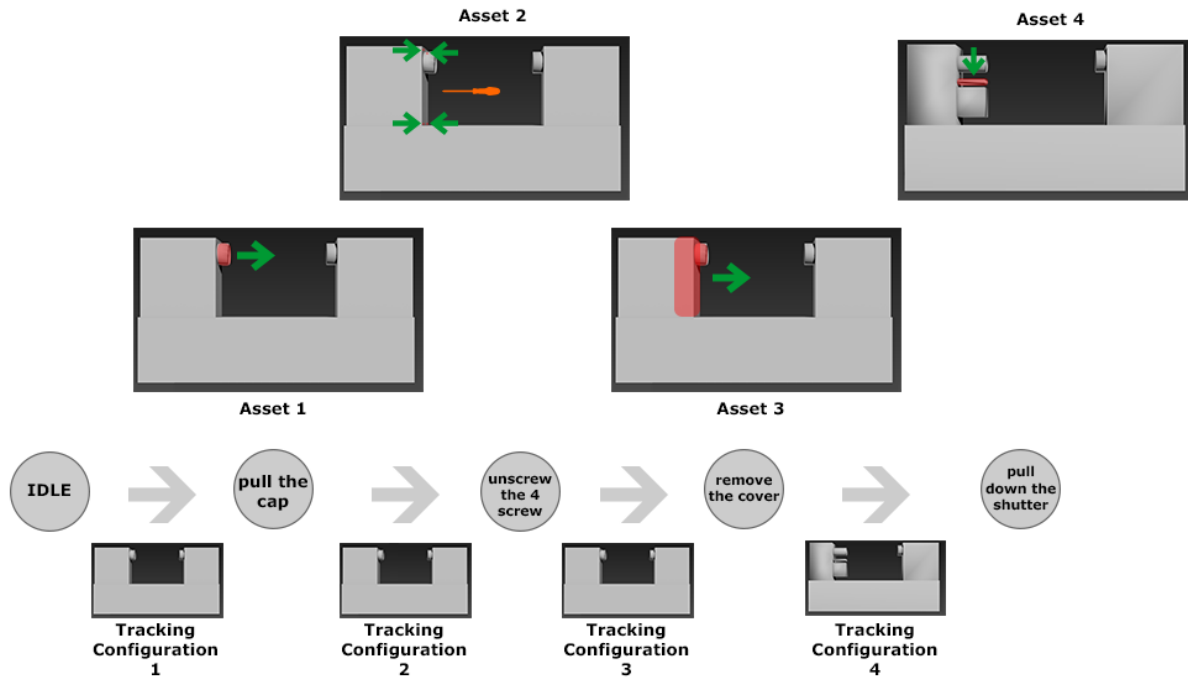 Asset 2
Asset 4
Asset 1
Asset 3
IDLE
pull the
cap
unscrew
the 4
screw
remove
the cover
pull
down the
shutter
Tracking
Configuration
1
Tracking
Configuration
2
Tracking
Configuration
3
Tracking
Configuration
4